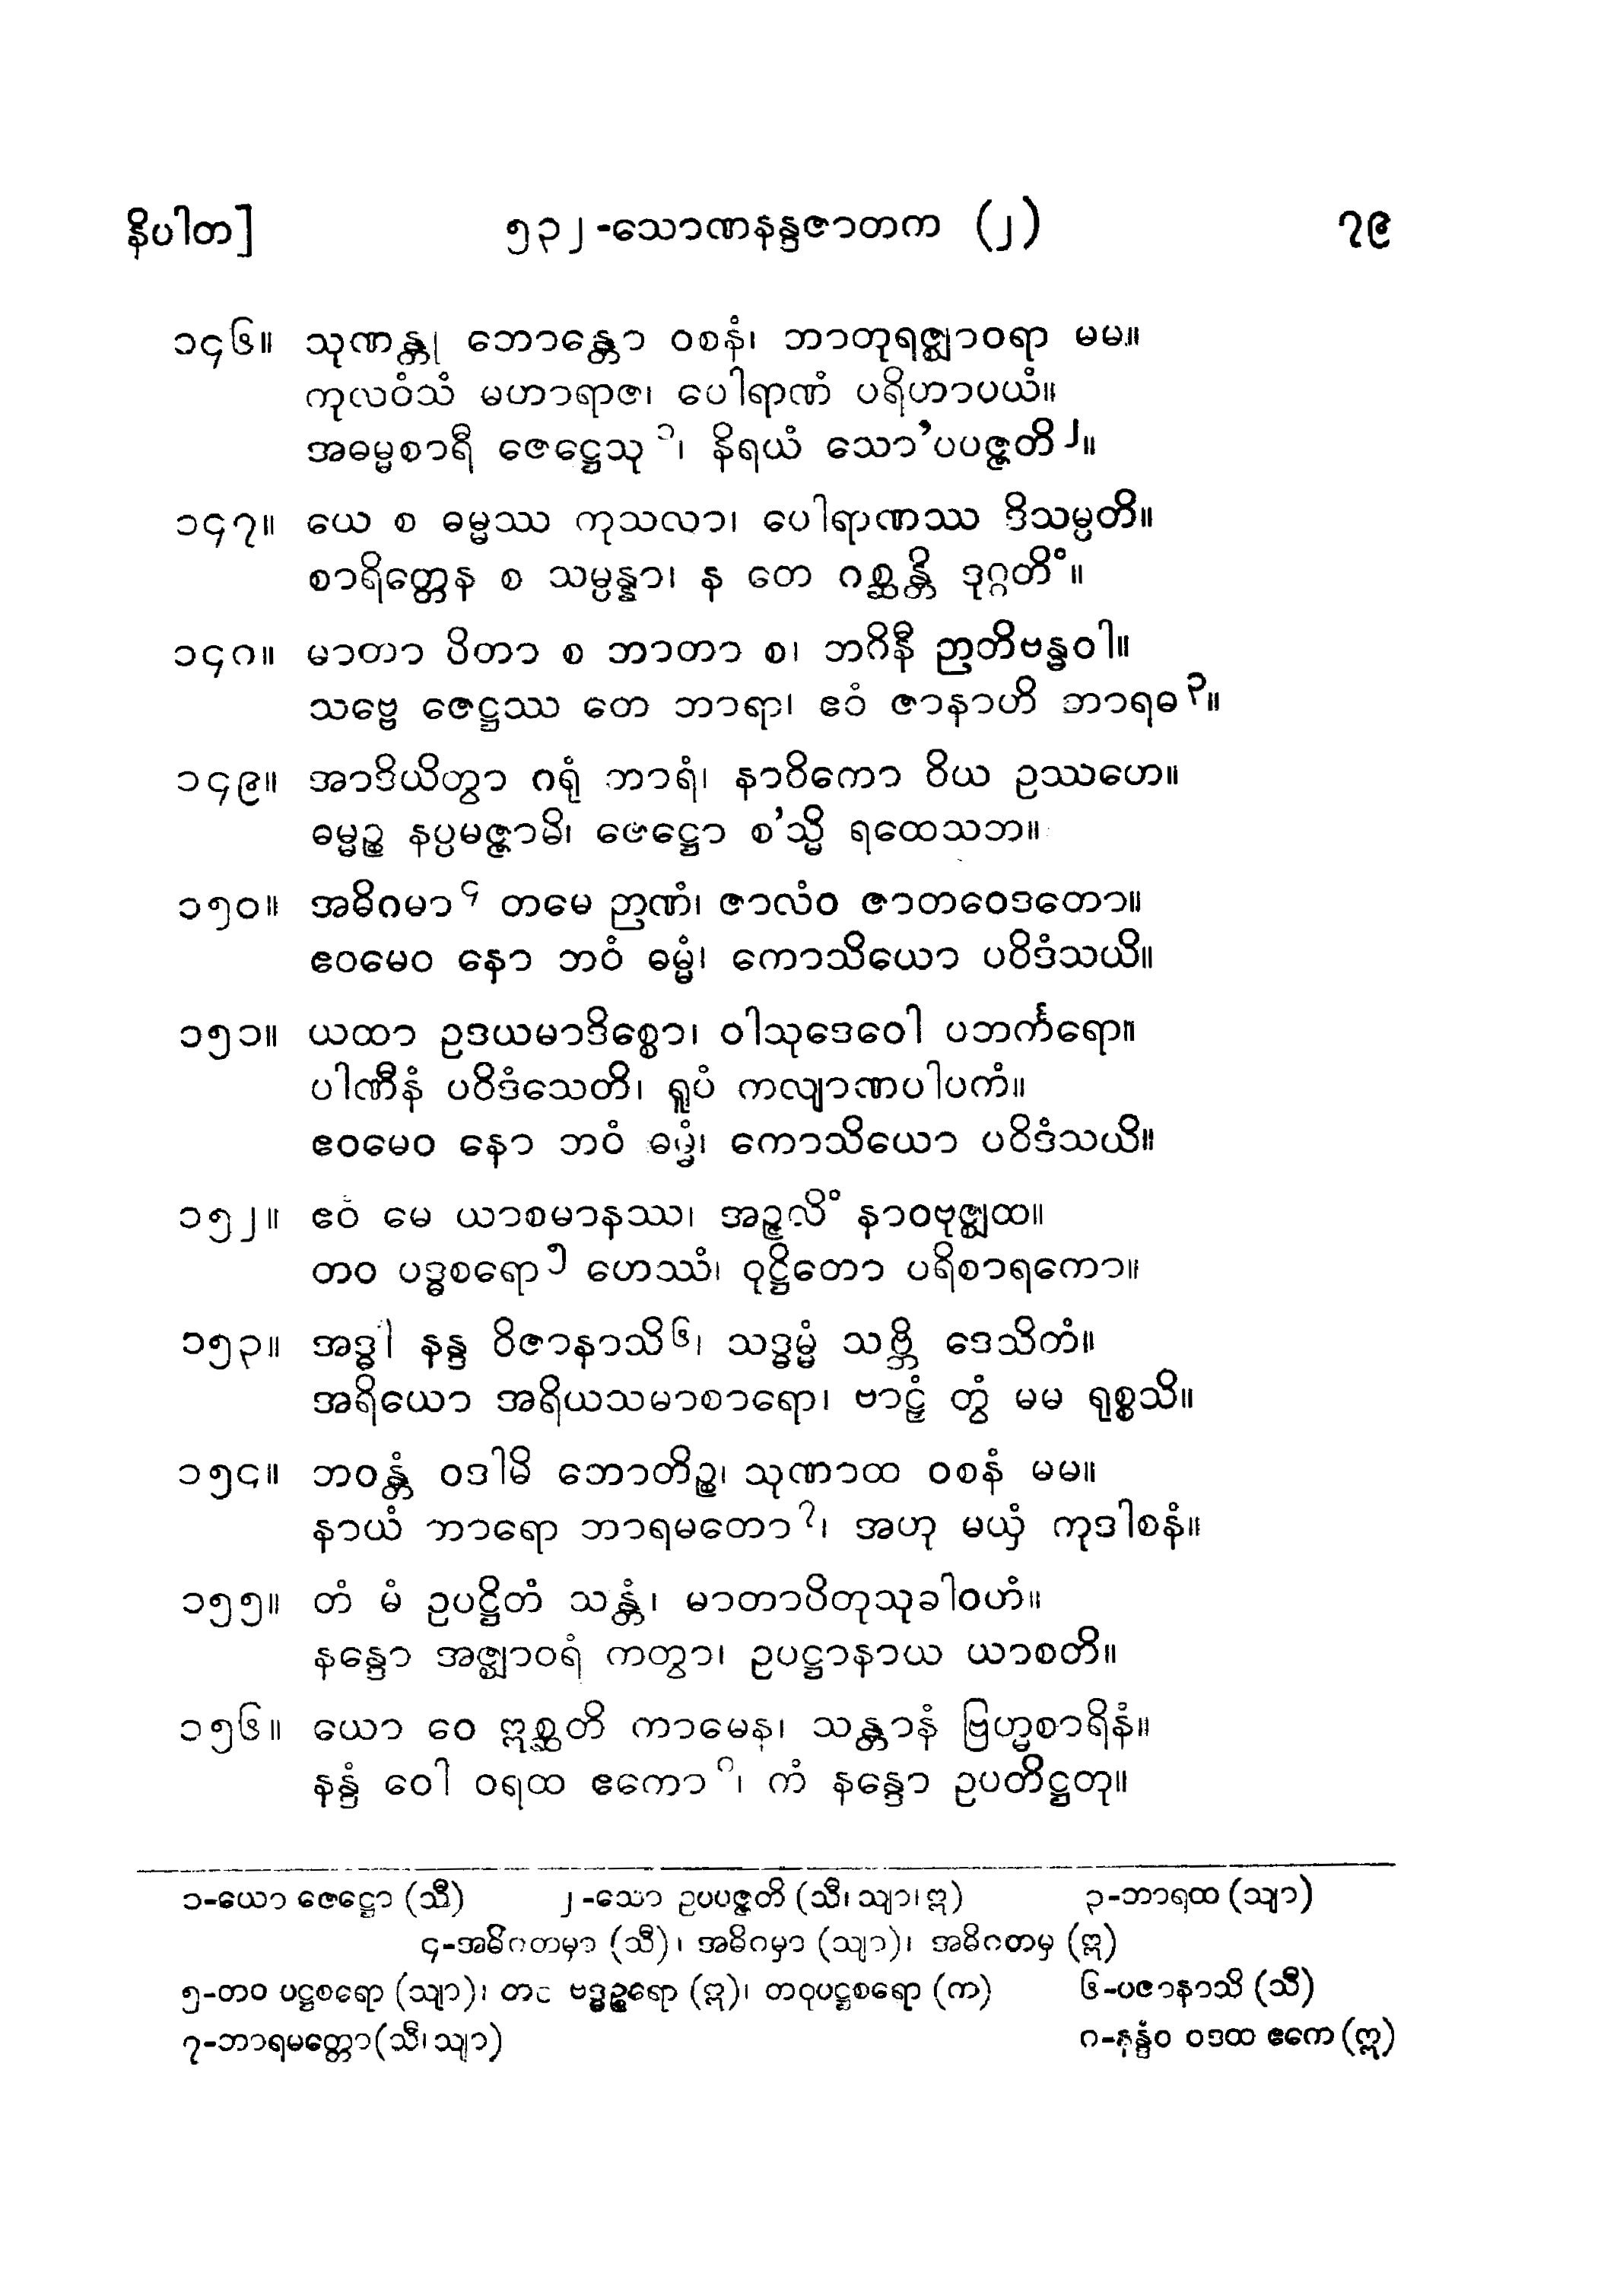 နိပါတ] ၅၃၂-သောဏနန္ဒဇာတက (၂) ၇၉
၁၄၆။ သုဏန္တု ဘောန္တော ဝစနံ၊ ဘာတုရဇ္ဈာဝရာ မမ။
ကုလဝံသံ မဟာရာဇ၊ ပေါရာဏံ ပရိဟာပယံ။
အဓမ္မစာရီ ဇေဋ္ဌေသု ၁၊ နိရယံ သော’ပပဇ္ဇတိ ၂။
၁၄၇။ ယေ စ ဓမ္မဿ ကုသလာ၊ ပေါရာဏဿ ဒိသမ္ပတိ။
စာရိတ္တေန စ သမ္ပန္နာ၊ န တေ ဂစ္ဆန္တိ ဒုဂ္ဂတိံ။
၁၄၈။ မာတာ ပိတာ စ ဘာတာ စ၊ ဘဂိနီ ဉာတိဗန္ဓဝါ။
သဗ္ဗေ ဇေဋ္ဌဿ တေ ဘာရာ၊ ဧဝံ ဇာနာဟိ ဘာရဓ ၃။
၁၄၉။ အာဒိယိတွာ ဂရုံ ဘာရံ၊ နာဝိကော ဝိယ ဥဿဟေ။
ဓမ္မဉ္စ နပ္ပမဇ္ဇာမိ၊ ဇေဋ္ဌော စ’သ္မိ ရထေသဘ။
၁၅၀။ အဓိဂမာ ၄ တမေ ဉာဏံ၊ ဇာလံဝ ဇာတဝေဒတော။
ဧဝမေဝ နော ဘဝံ ဓမ္မံ၊ ကောသိယော ပဝိဒံသယိ။
၁၅၁။ ယထာ ဥဒယမာဒိစ္စော၊ ဝါသုဒေဝေါ ပဘင်္ကရော။
ပါဏီနံ ပဝိဒံသေတိ၊ ရူပံ ကလျာဏပါပကံ။
ဧဝမေဝ နော ဘဝံ ဓမ္မံ၊ ကောသိယော ပဝိဒံသယိ။
၁၅၂။ ဧဝံ မေ ယာစမာနဿ၊ အဉ္ဇလိံ နာဝဗုဇ္ဈထ။
တဝ ပဒ္ဓစရော ၅ ဟေဿံ၊ ဝုဋ္ဌိတော ပရိစာရကော။
၁၅၃။ အဒ္ဓါ နန္ဒ ဝိဇာနာသိ ၆၊ သဒ္ဓမ္မံ သဗ္ဘိ ဒေသိတံ။
အရိယော အရိယသမာစာရော၊ ဗာဠှံ တွံ မမ ရုစ္စသိ။
၁၅၄။ ဘဝန္တံ ဝဒါမိ ဘောတိဉ္စ၊ သုဏာထ ဝစနံ မမ။
နာယံ ဘာရော ဘာရမတော ၇၊ အဟု မယှံ ကုဒါစနံ။
၁၅၅။ တံ မံ ဥပဋ္ဌိတံ သန္တံ၊ မာတာပိတုသုခါဝဟံ။
နန္ဒော အဇ္ဈာဝရံ ကတွာ၊ ဥပဋ္ဌာနာယ ယာစတိ။
၁၅၆။ ယော ဝေ ဣစ္ဆတိ ကာမေန၊ သန္တာနံ ဗြဟ္မစာရိနံ။
နန္ဒံ ဝေါ ဝရထ ဧကော ၈၊ ကံ နန္ဒော ဥပတိဋ္ဌတု။
၁-ယော ဇေဋ္ဌော (သီ) ၂-သော ဥပပဇ္ဇတိ (သီ၊ သျာ၊ ဣ) ၃-ဘာရထ (သျာ)
၄-အဓိဂတမှာ (သီ)၊ အဓိဂမှာ (သျာ)၊ အဓိဂတမှ (ဣ)
၅-တဝ ပဋ္ဌစရော (သျာ)၊ တဝ ဗဒ္ဓဉ္စရော (ဣ)၊ တဝုပဋ္ဌစရော (က) ၆-ပဇာနာသိ (သီ)
၇-ဘာရမတ္တော(သီ၊ သျာ) ၈-နန္ဒံဝ ဝဒထ ဧကေ (ဣ)